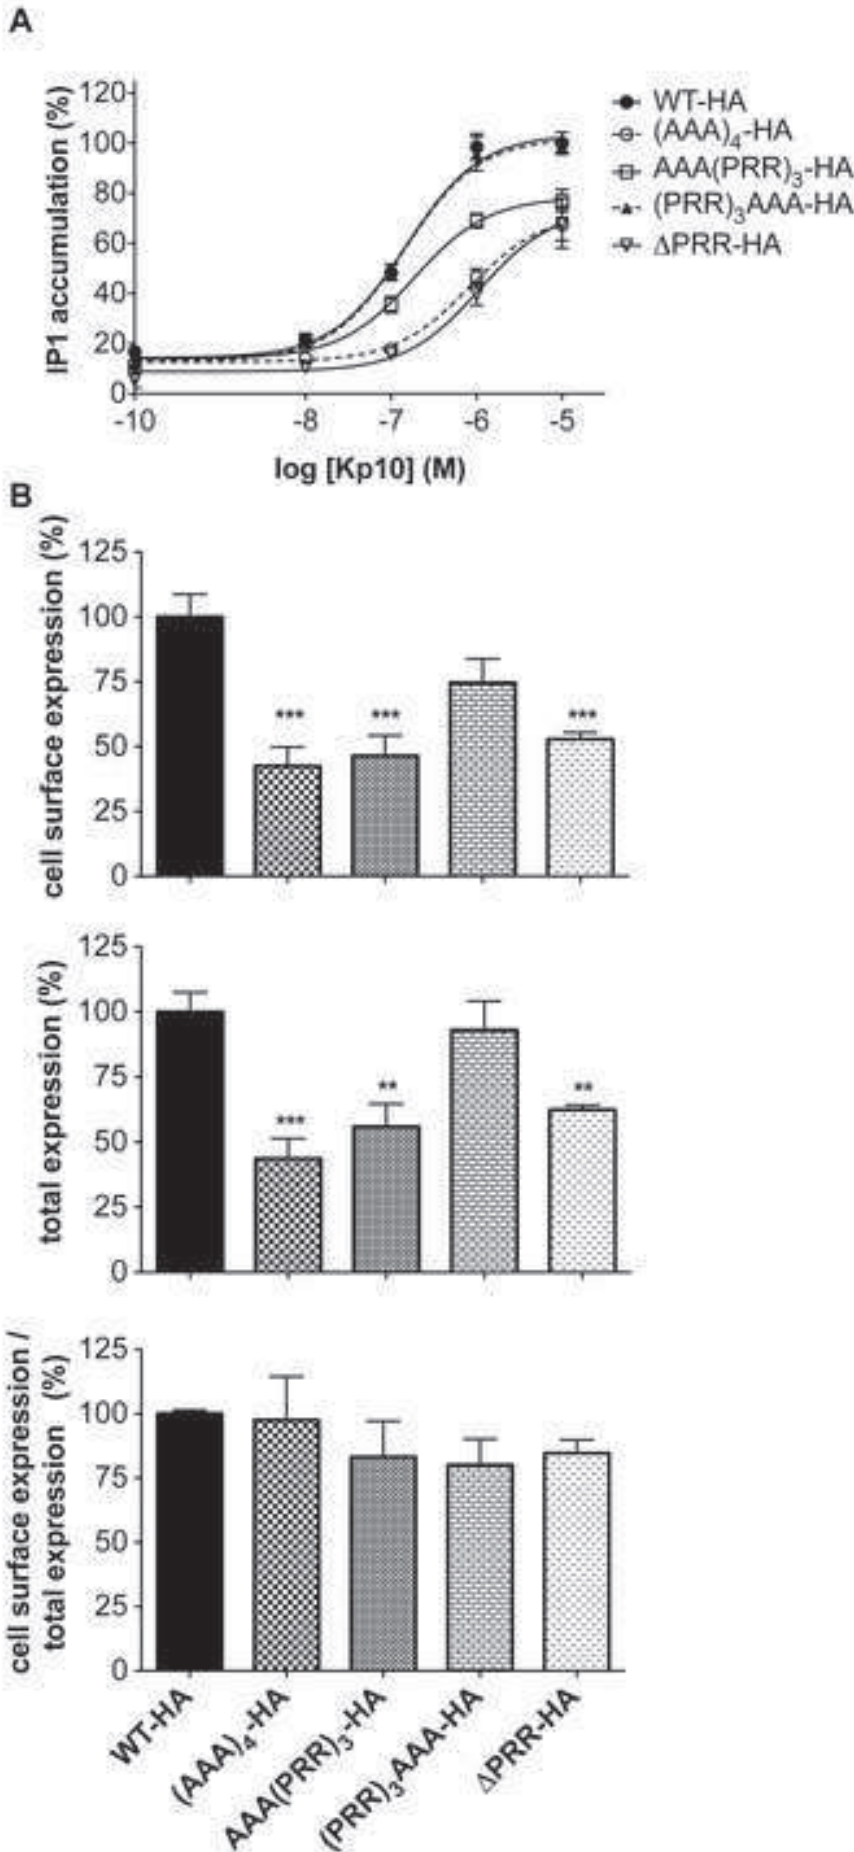 A
IP1 accumulation (%)
120
100
80
60
40
20
0
-10 -8 -7 -6 -5
log [Kp10] (M)
WT-HA
(AAA)4-HA
AAA(PRR)3-HA
(PRR)3AAA-HA
ΔPRR-HA
B
cell surface expression (%)
125
100
75
50
25
0
*** *** ***
total expression (%)
125
100
75
50
25
0
*** ** **
cell surface expression /
total expression (%)
125
100
75
50
25
0
WT-HA
(AAA)4-HA
AAA(PRR)3-HA
(PRR)3AAA-HA
ΔPRR-HA